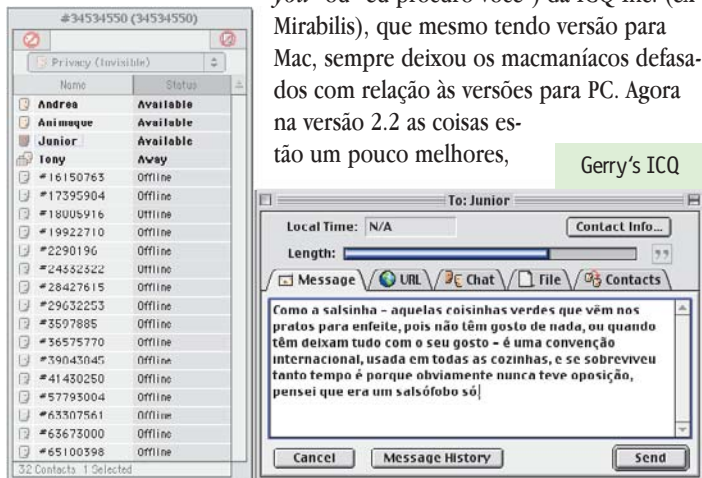 you" ou "eu procuro você") da ICQ Inc. (ex-
Mirabilis), que mesmo tendo versão para
Mac, sempre deixou os macmaníacos defasa-
dos com relação às versões para PC. Agora
na versão 2.2 as coisas es-
tão um pouco melhores,
Gerry's ICQ
#34534550 (34534550)
Privacy (Invisible)
Name Status
Andrea Available
Animuque Available
Junior Available
Tony Away
#16150763 Offline
#17395904 Offline
#18005916 Offline
#19922710 Offline
#2290196 Offline
#24332322 Offline
#28427615 Offline
#29632253 Offline
#3597885 Offline
#36575770 Offline
#39043045 Offline
#41430250 Offline
#57793004 Offline
#63307561 Offline
#63673000 Offline
#65100398 Offline
32 Contacts 1 Selected
To: Junior
Local Time: N/A Contact Info...
Length:
Message URL Chat File Contacts
Como a salsinha - aquelas coisinhas verdes que vêm nos
pratos para enfeite, pois não têm gosto de nada, ou quando
têm deixam tudo com o seu gosto - é uma convenção
internacional, usada em todas as cozinhas, e se sobreviveu
tanto tempo é porque obviamente nunca teve oposição,
pensei que era um salsófobo só
Cancel Message History Send